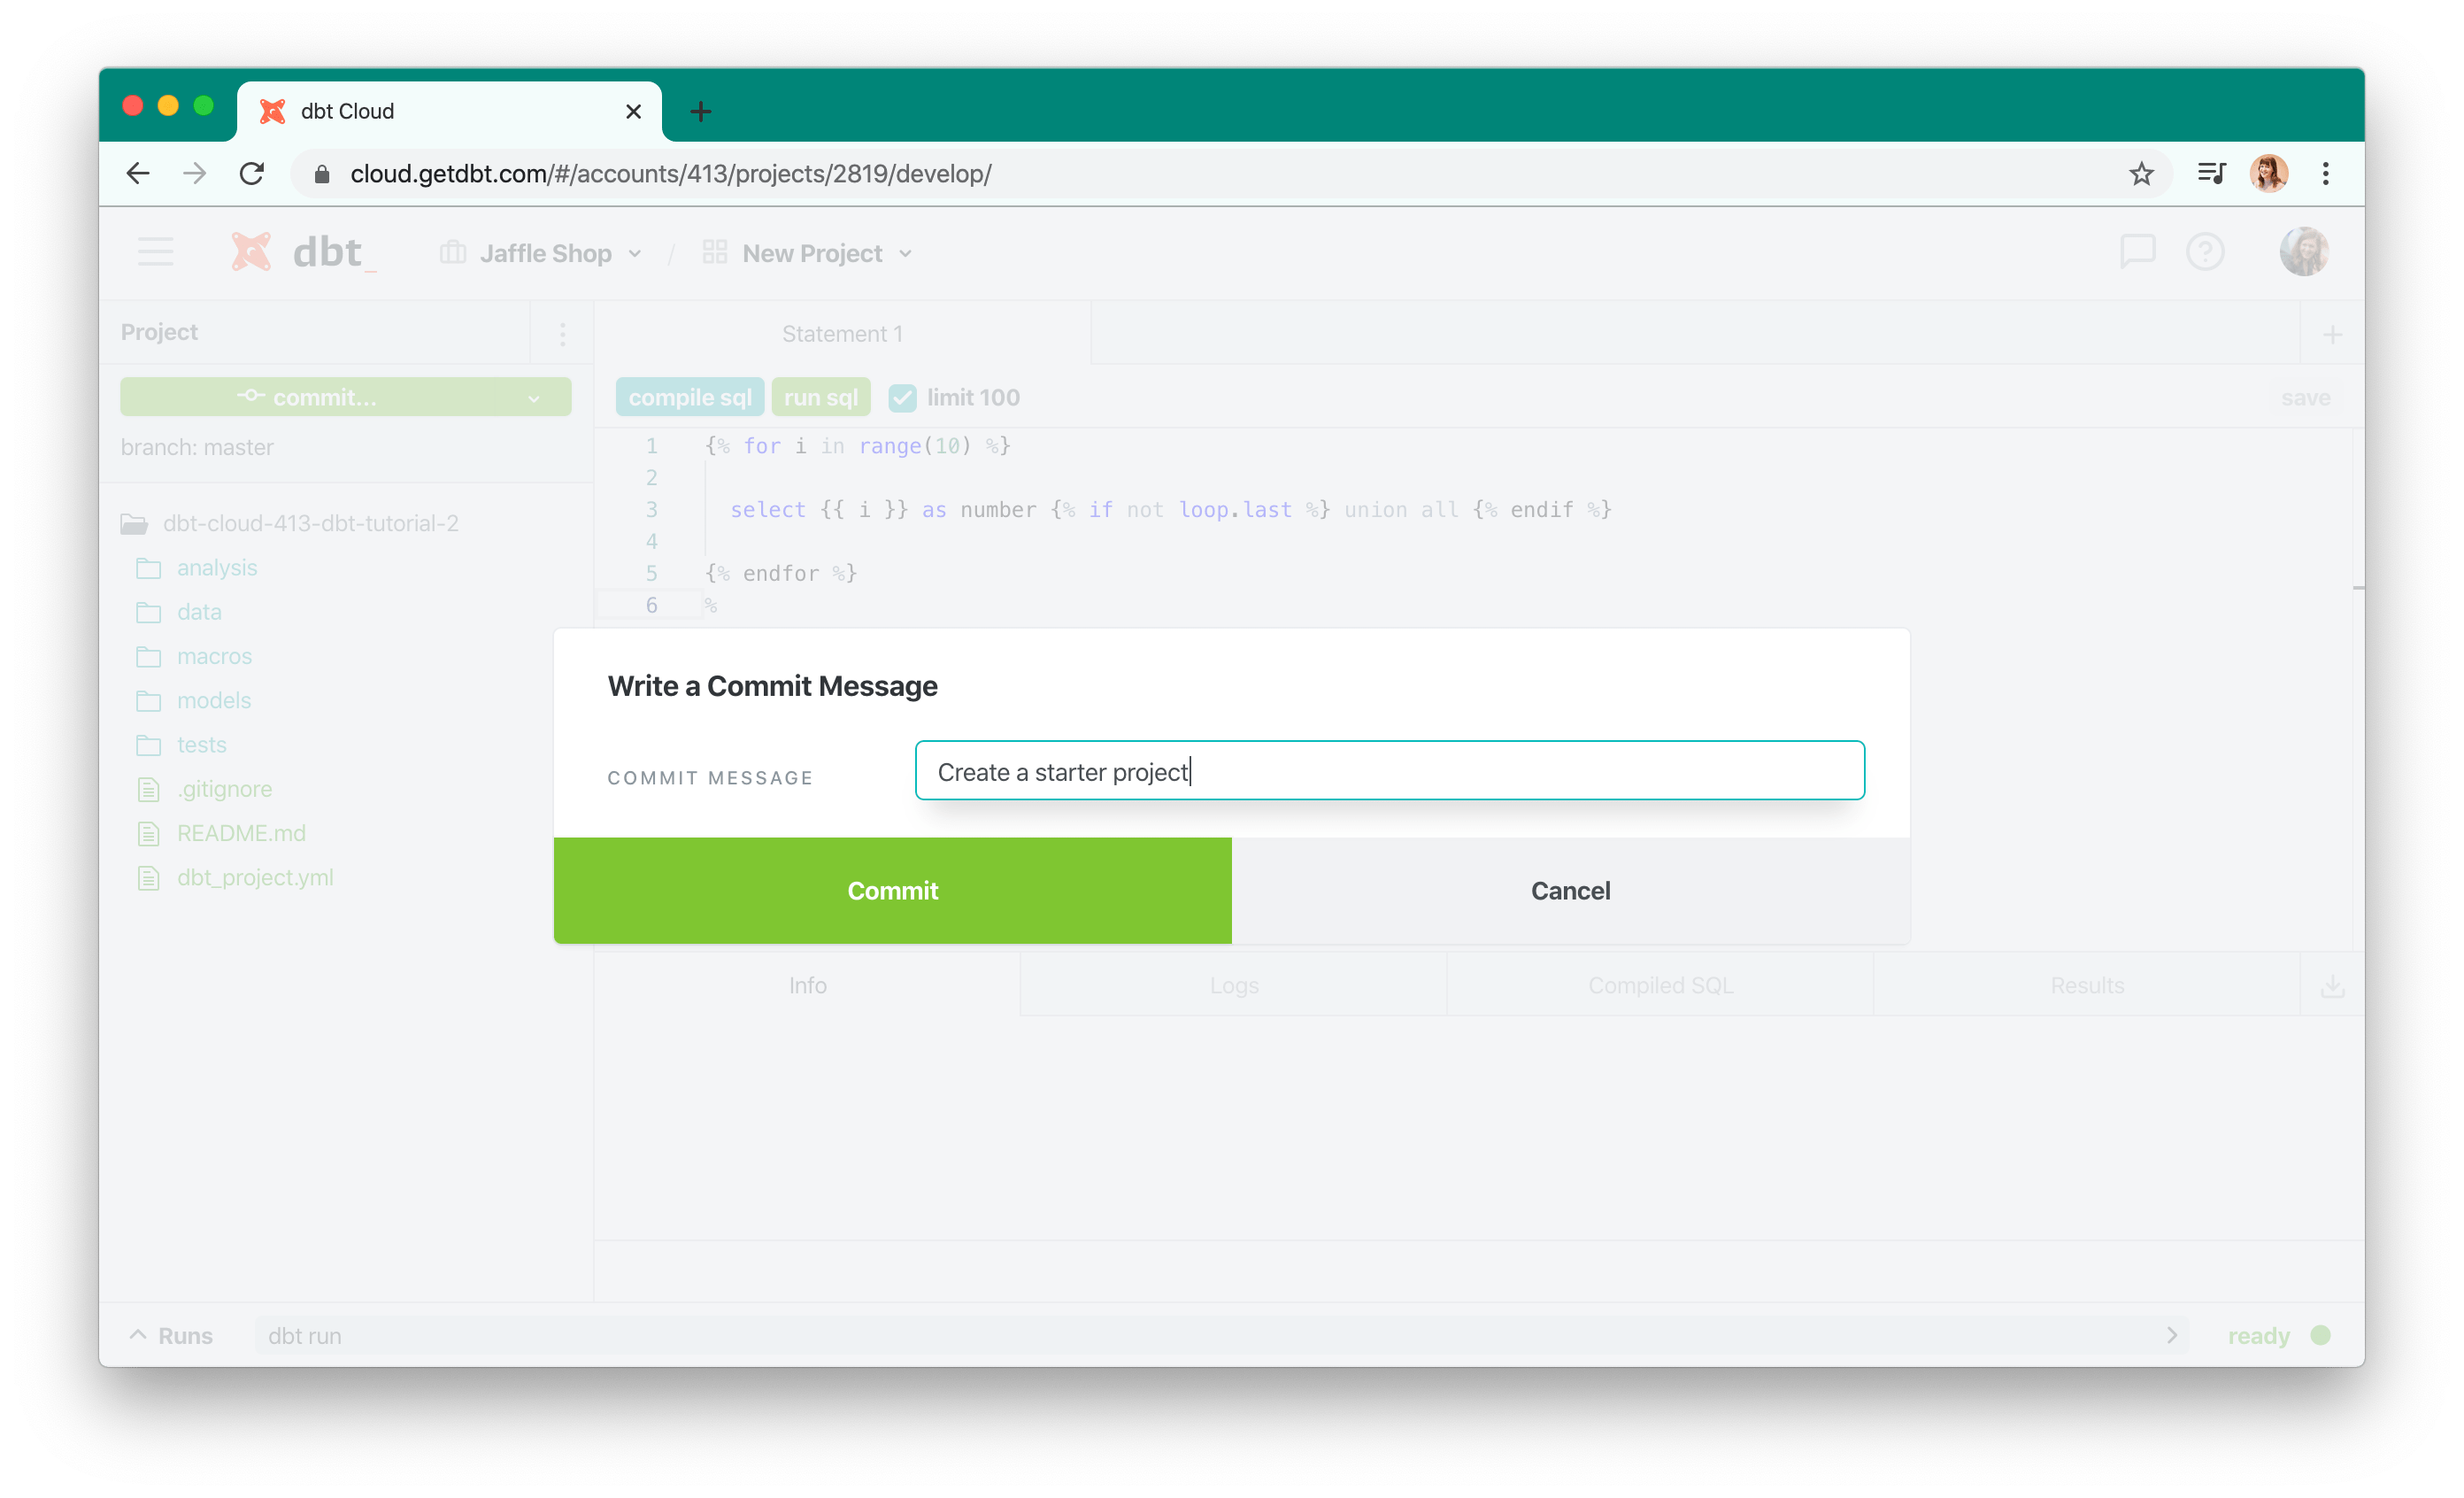 dbt Cloud
cloud.getdbt.com/#/accounts/413/projects/2819/develop/
dbt_ Jaffle Shop / New Project
Project
Statement 1
commit...
compile sql run sql limit 100 save
branch: master
1 {% for i in range(10) %}
2
3 select {{ i }} as number {% if not loop.last %} union all {% endif %}
4
5 {% endfor %}
6 %
dbt-cloud-413-dbt-tutorial-2
analysis
data
macros
models
tests
.gitignore
README.md
dbt_project.yml
Write a Commit Message
COMMIT MESSAGE Create a starter project
Commit Cancel
Info Logs Compiled SQL Results
Runs dbt run ready